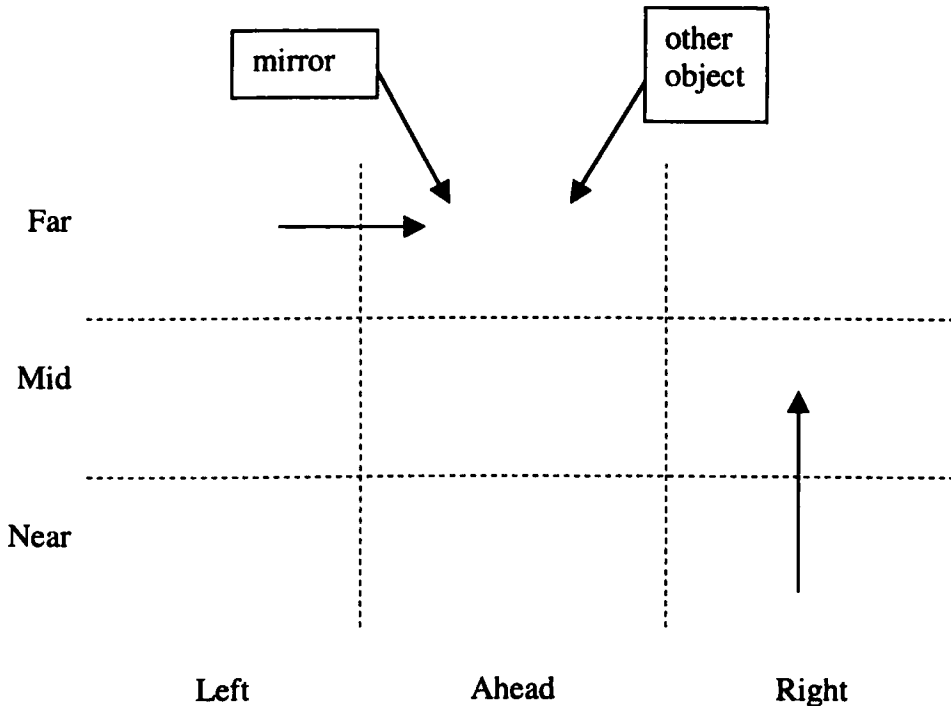 mirror
other
object
Far
Mid
Near
Left
Ahead
Right